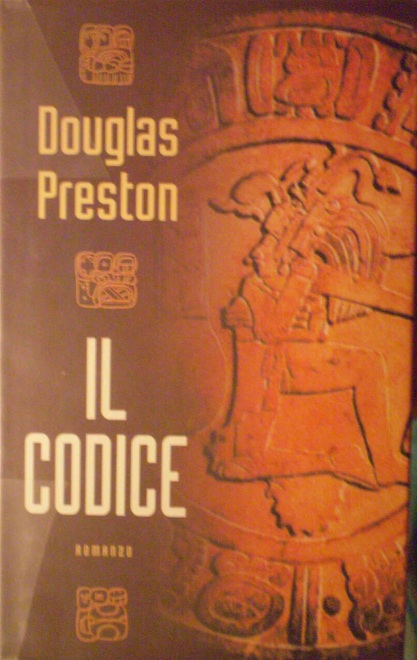 Douglas
Preston
IL
CODICE
ROMANZO